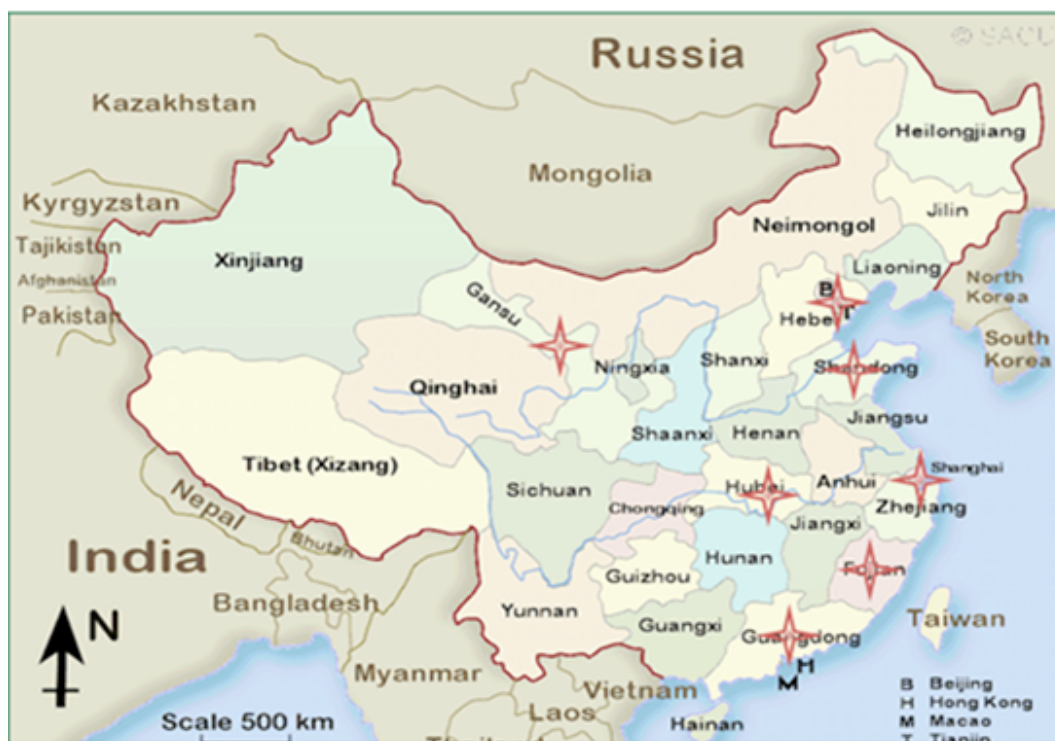 © SACU
Russia
Kazakhstan
Heilongjiang
Mongolia
Kyrgyzstan
Jilin
Neimongol
Tajikistan
Xinjiang
Liaoning
Afghanistan
North
Korea
Gansu
B
T
Pakistan
Hebei
South
Korea
Shanxi
Ningxia
Shandong
Qinghai
Jiangsu
Shaanxi
Henan
Tibet (Xizang)
Shanghai
Sichuan
Hubei
Anhui
Chongqing
Zhejiang
Nepal
Jiangxi
Bhutan
India
Hunan
Fujian
Guizhou
Bangladesh
Yunnan
Taiwan
N
Guangxi
Guangdong
Myanmar
H
M
Vietnam
B Beijing
H Hong Kong
Laos
M Macao
Scale 500 km
Hainan
T Tianjin